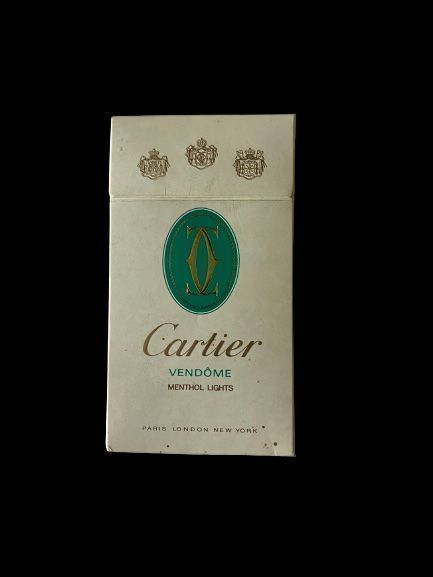 Cartier
VENDÔME
MENTHOL LIGHTS
PARIS LONDON NEW YORK